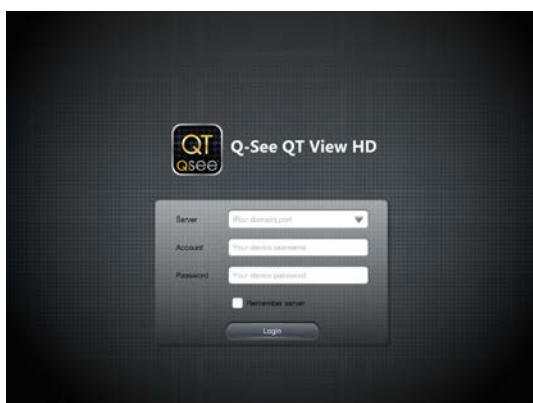 QT
Qsee
Q-See QT View HD
Server
IP(or domain):port
Account
Your device username
Password
Your device password
Remember server
Login